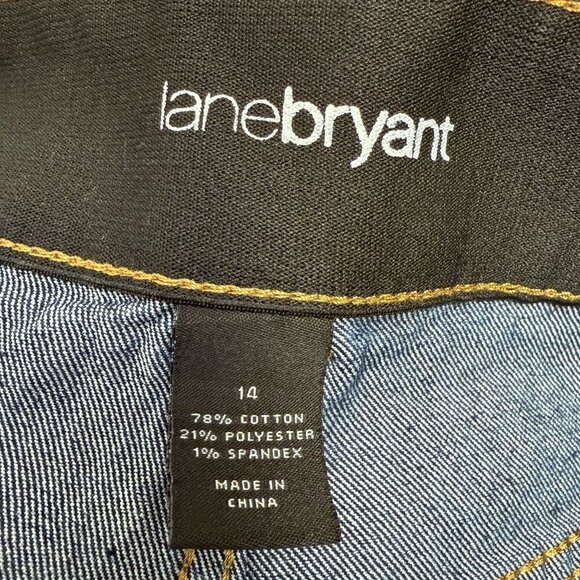 lanebryant
14
78% COTTON
21% POLYESTER
1% SPANDEX
MADE IN
CHINA